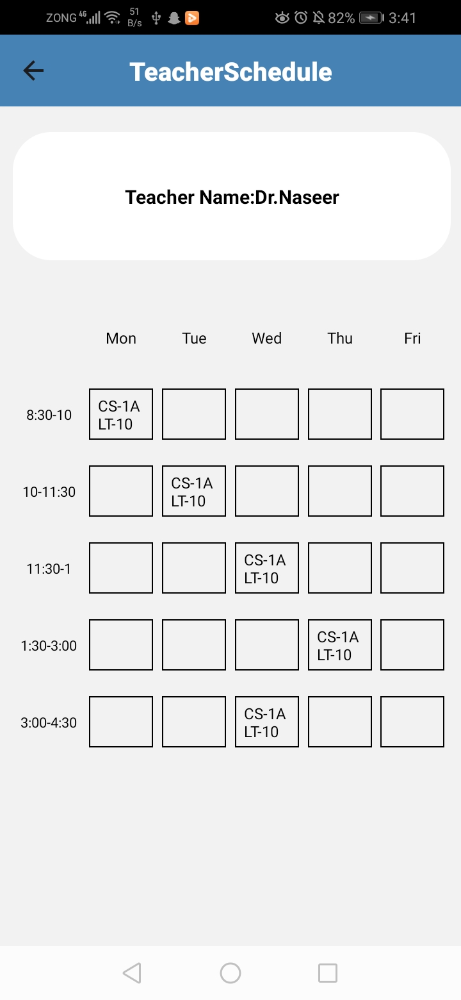 ZONG 4G 51 B/s 82% 3:41
TeacherSchedule
Teacher Name:Dr.Naseer
Mon Tue Wed Thu Fri
8:30-10
CS-1A
LT-10
10-11:30
CS-1A
LT-10
11:30-1
CS-1A
LT-10
1:30-3:00
CS-1A
LT-10
3:00-4:30
CS-1A
LT-10